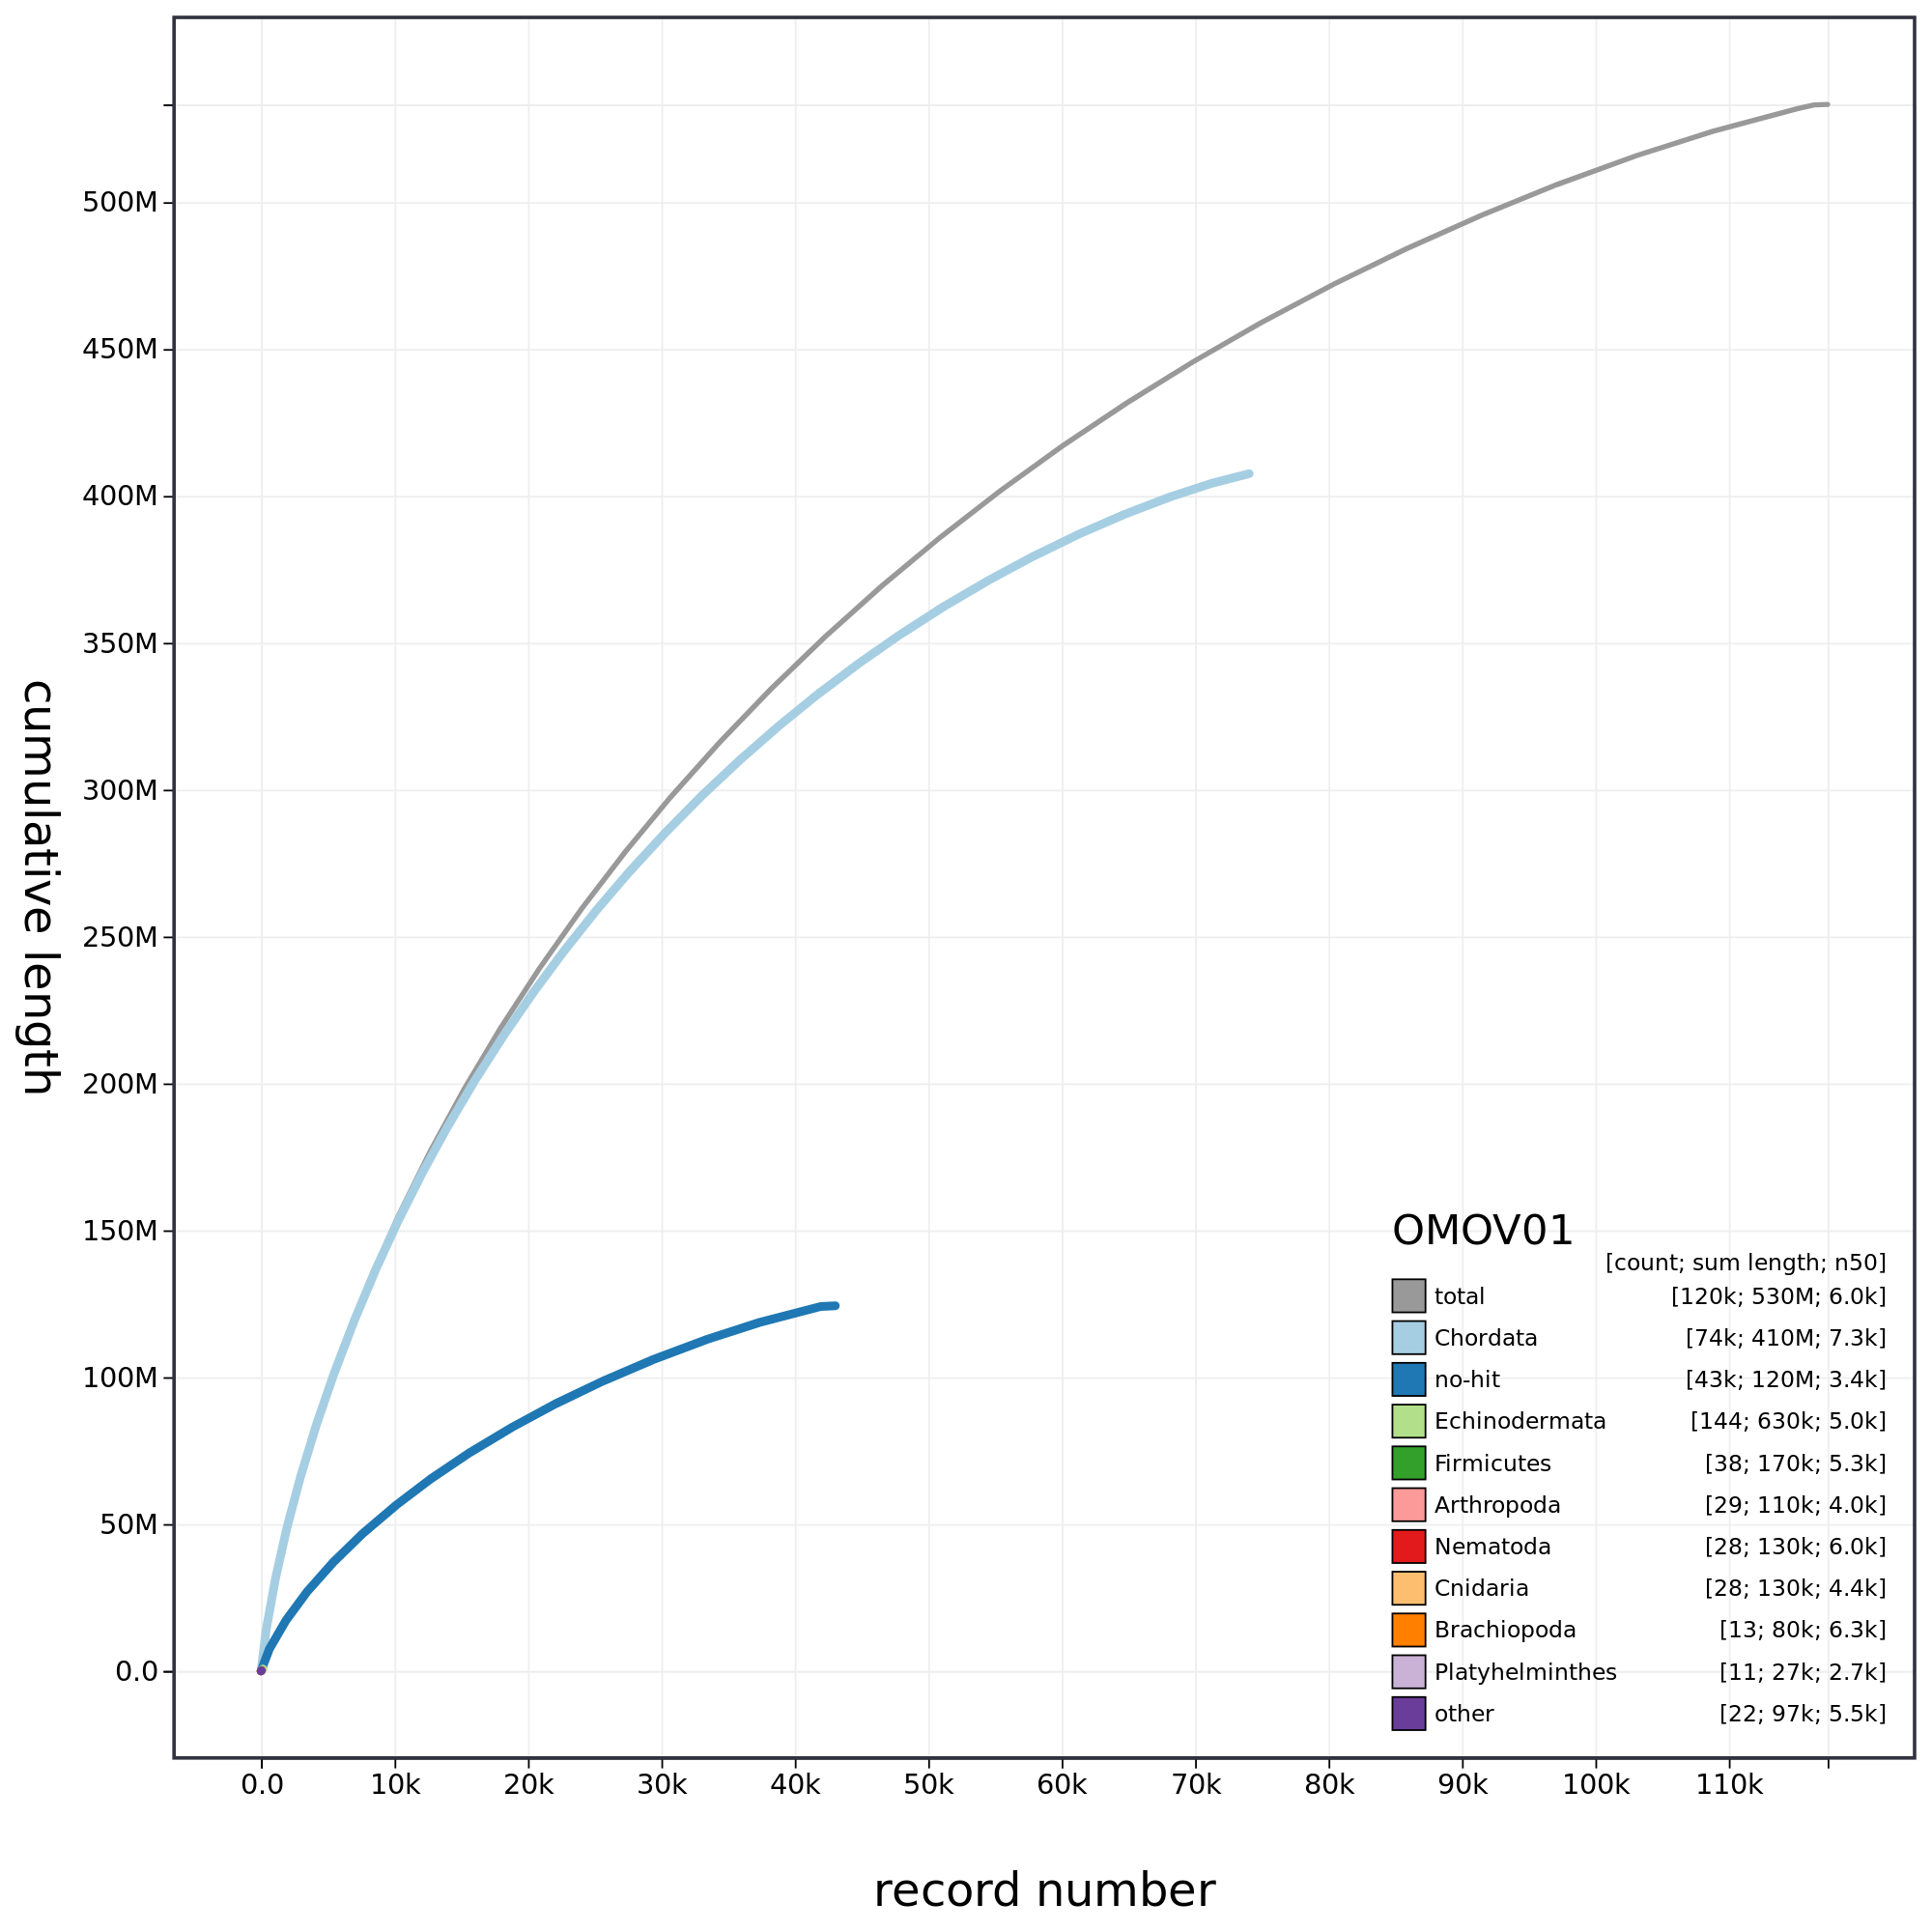 500M
450M
400M
350M
300M
250M
200M
150M
100M
50M
0.0
cumulative length
OMOV01
[count; sum length; n50]
total [120k; 530M; 6.0k]
Chordata [74k; 410M; 7.3k]
no-hit [43k; 120M; 3.4k]
Echinodermata [144; 630k; 5.0k]
Firmicutes [38; 170k; 5.3k]
Arthropoda [29; 110k; 4.0k]
Nematoda [28; 130k; 6.0k]
Cnidaria [28; 130k; 4.4k]
Brachiopoda [13; 80k; 6.3k]
Platyhelminthes [11; 27k; 2.7k]
other [22; 97k; 5.5k]
0.0 10k 20k 30k 40k 50k 60k 70k 80k 90k 100k 110k
record number